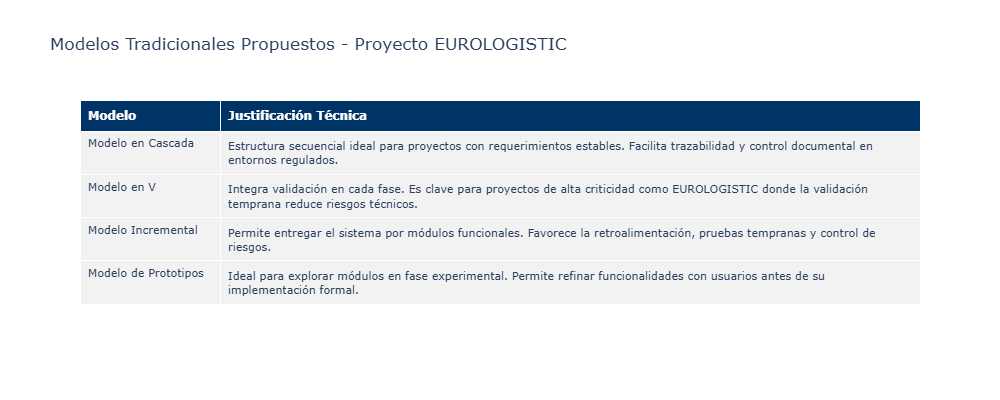 Modelos Tradicionales Propuestos - Proyecto EUROLOGISTIC
Modelo
Justificación Técnica
Modelo en Cascada
Estructura secuencial ideal para proyectos con requerimientos estables. Facilita trazabilidad y control documental en
entornos regulados.
Modelo en V
Integra validación en cada fase. Es clave para proyectos de alta criticidad como EUROLOGISTIC donde la validación
temprana reduce riesgos técnicos.
Modelo Incremental
Permite entregar el sistema por módulos funcionales. Favorece la retroalimentación, pruebas tempranas y control de
riesgos.
Modelo de Prototipos
Ideal para explorar módulos en fase experimental. Permite refinar funcionalidades con usuarios antes de su
implementación formal.